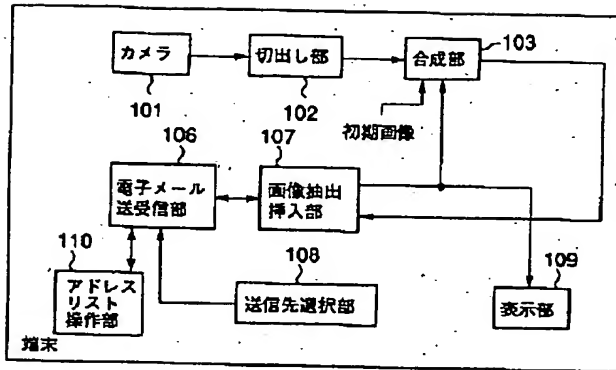 カメラ
101
切出し部
102
合成部
103
初期画像
106
電子メール
送受信部
107
画像抽出
挿入部
110
アドレス
リスト
操作部
108
送信先選択部
109
表示部
端末